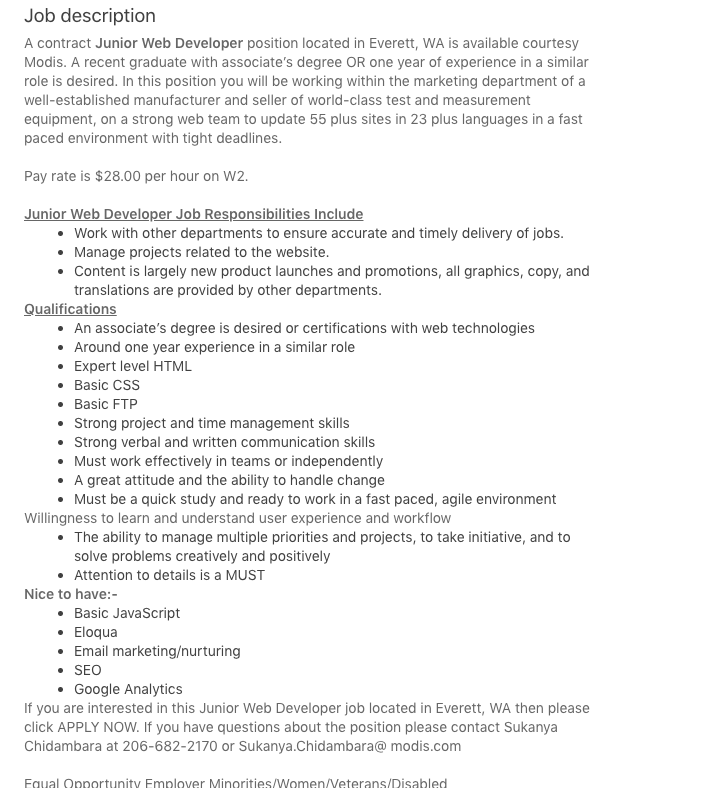 Job description
A contract Junior Web Developer position located in Everett, WA is available courtesy
Modis. A recent graduate with associate’s degree OR one year of experience in a similar
role is desired. In this position you will be working within the marketing department of a
well-established manufacturer and seller of world-class test and measurement
equipment, on a strong web team to update 55 plus sites in 23 plus languages in a fast
paced environment with tight deadlines.
Pay rate is $28.00 per hour on W2.
Junior Web Developer Job Responsibilities Include
• Work with other departments to ensure accurate and timely delivery of jobs.
• Manage projects related to the website.
• Content is largely new product launches and promotions, all graphics, copy, and
translations are provided by other departments.
Qualifications
• An associate’s degree is desired or certifications with web technologies
• Around one year experience in a similar role
• Expert level HTML
• Basic CSS
• Basic FTP
• Strong project and time management skills
• Strong verbal and written communication skills
• Must work effectively in teams or independently
• A great attitude and the ability to handle change
• Must be a quick study and ready to work in a fast paced, agile environment
Willingness to learn and understand user experience and workflow
• The ability to manage multiple priorities and projects, to take initiative, and to
solve problems creatively and positively
• Attention to details is a MUST
Nice to have:-
• Basic JavaScript
• Eloqua
• Email marketing/nurturing
• SEO
• Google Analytics
If you are interested in this Junior Web Developer job located in Everett, WA then please
click APPLY NOW. If you have questions about the position please contact Sukanya
Chidambara at 206-682-2170 or Sukanya.Chidambara@ modis.com
Equal Opportunity Employer Minorities/Women/Veterans/Disabled